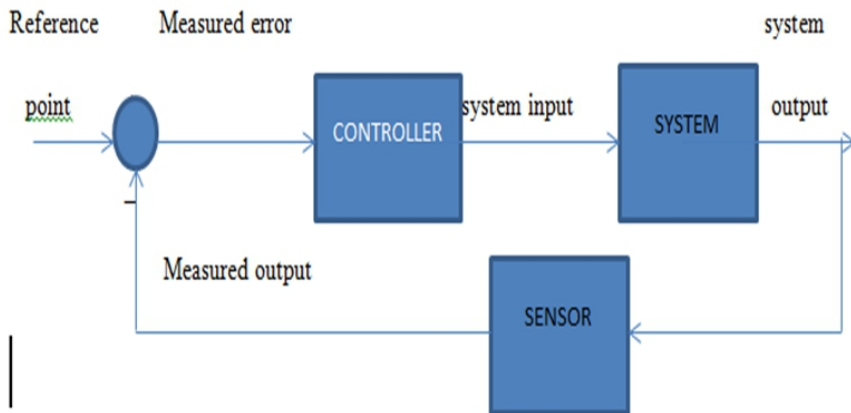 Reference Measured error system
point CONTROLLER system input SYSTEM output
–
Measured output
SENSOR